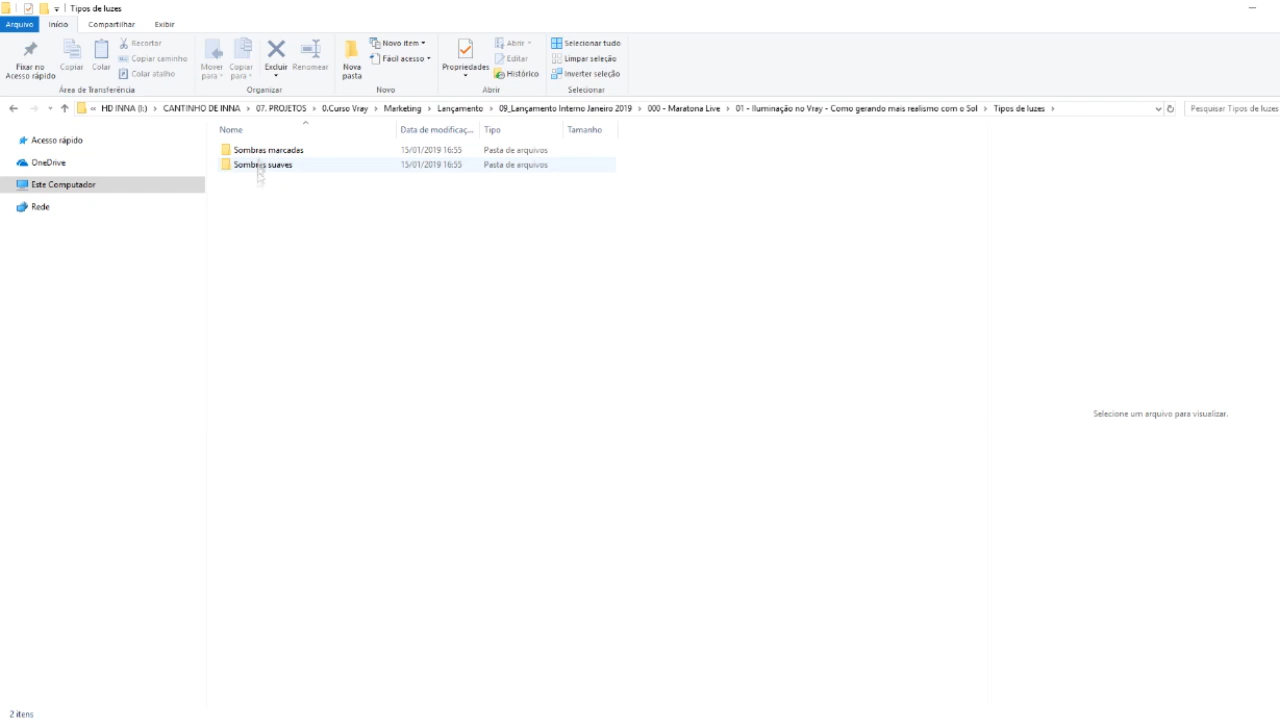 Tipos de luzes
Arquivo Início Compartilhar Exibir
Fixar no Acesso rápido
Copiar
Colar
Recortar
Copiar caminho
Colar atalho
Área de Transferência
Mover para
Copiar para
Excluir
Renomear
Organizar
Nova pasta
Novo item
Fácil acesso
Novo
Propriedades
Abrir
Editar
Histórico
Abrir
Selecionar tudo
Limpar seleção
Inverter seleção
Selecionar
« HD INNA (I:) > CANTINHO DE INNA > 07. PROJETOS > 0.Curso Vray > Marketing > Lançamento > 09_Lançamento Interno Janeiro 2019 > 000 - Maratona Live > 01 - Iluminação no Vray - Como gerando mais realismo com o Sol > Tipos de luzes >
Pesquisar Tipos de luzes
Acesso rápido
OneDrive
Este Computador
Rede
Nome Data de modificaç... Tipo Tamanho
Sombras marcadas 15/01/2019 16:55 Pasta de arquivos
Sombras suaves 15/01/2019 16:55 Pasta de arquivos
Selecione um arquivo para visualizar.
2 itens